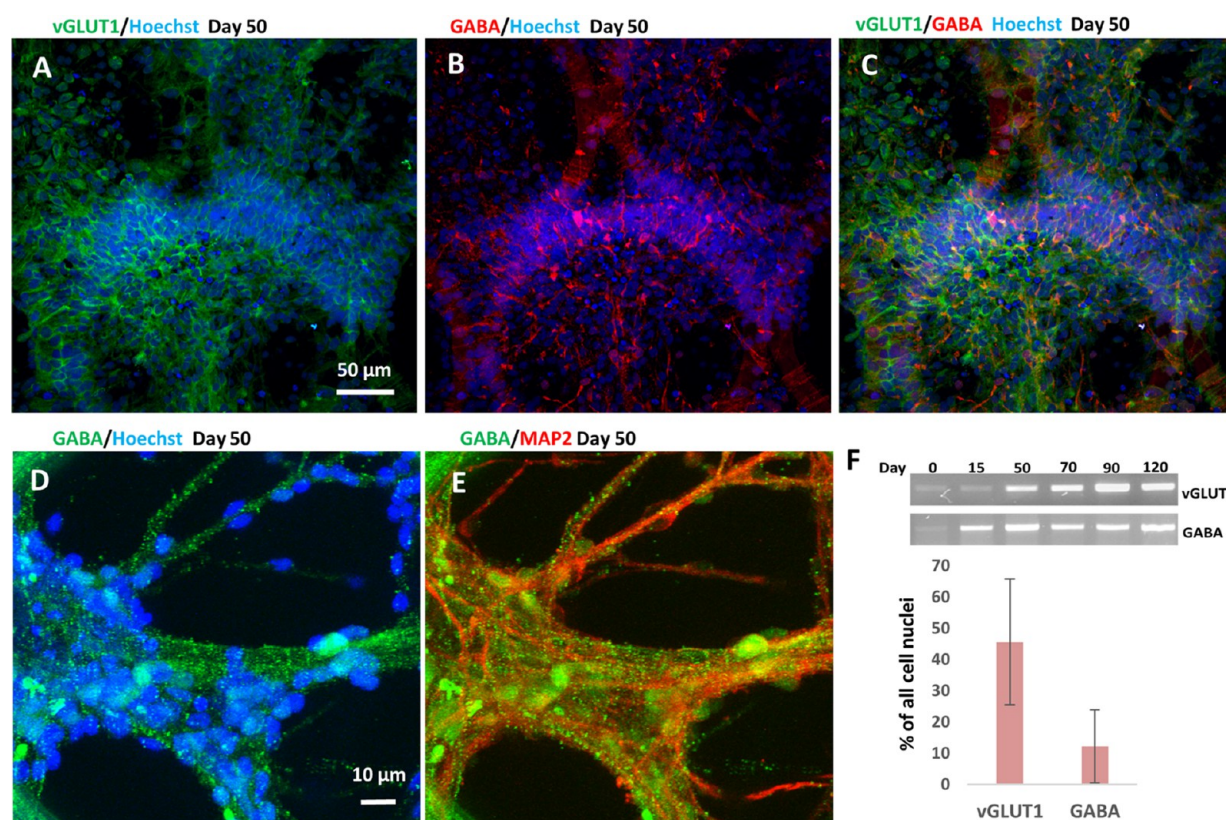 vGLUT1/Hoechst Day 50
GABA/Hoechst Day 50
vGLUT1/GABA Hoechst Day 50
A
B
C
50 μm
GABA/Hoechst Day 50
GABA/MAP2 Day 50
D
E
10 μm
F
Day 0 15 50 70 90 120
vGLUT
GABA
% of all cell nuclei
70
60
50
40
30
20
10
0
vGLUT1 GABA